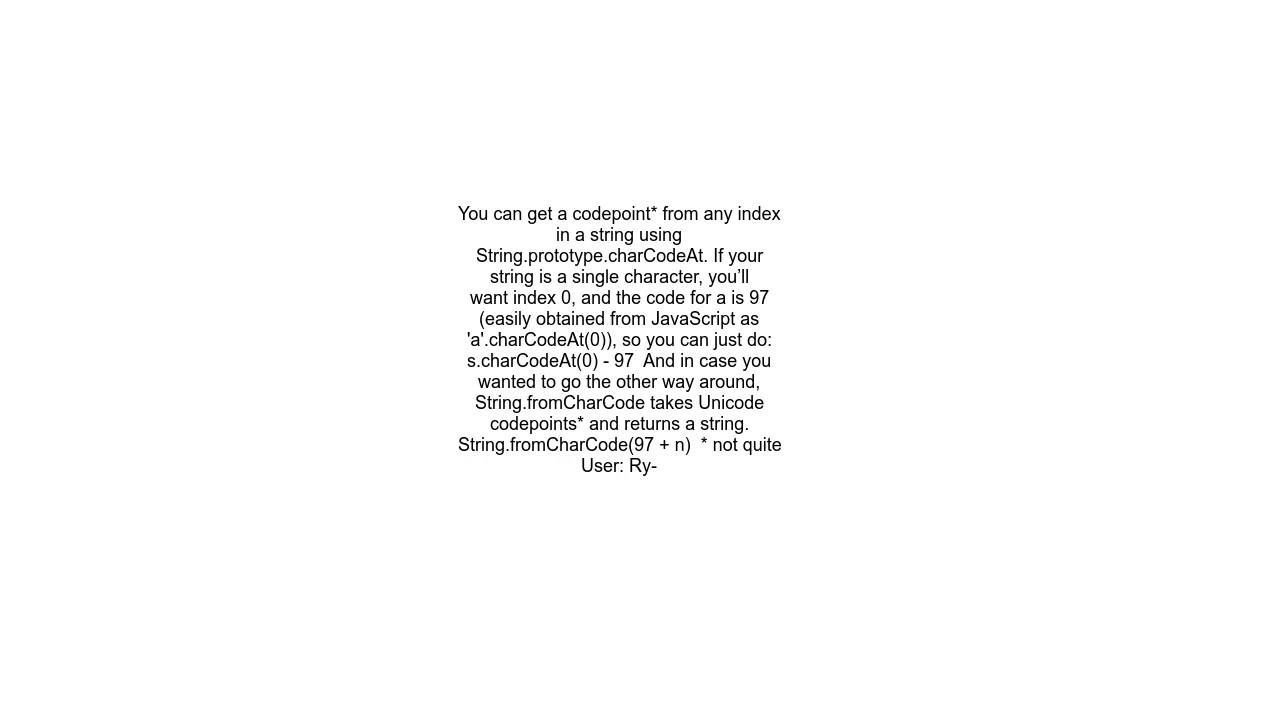 You can get a codepoint* from any index
in a string using
String.prototype.charCodeAt. If your
string is a single character, you’ll
want index 0, and the code for a is 97
(easily obtained from JavaScript as
'a'.charCodeAt(0)), so you can just do:
s.charCodeAt(0) - 97  And in case you
wanted to go the other way around,
String.fromCharCode takes Unicode
codepoints* and returns a string.
String.fromCharCode(97 + n)  * not quite
User: Ry-